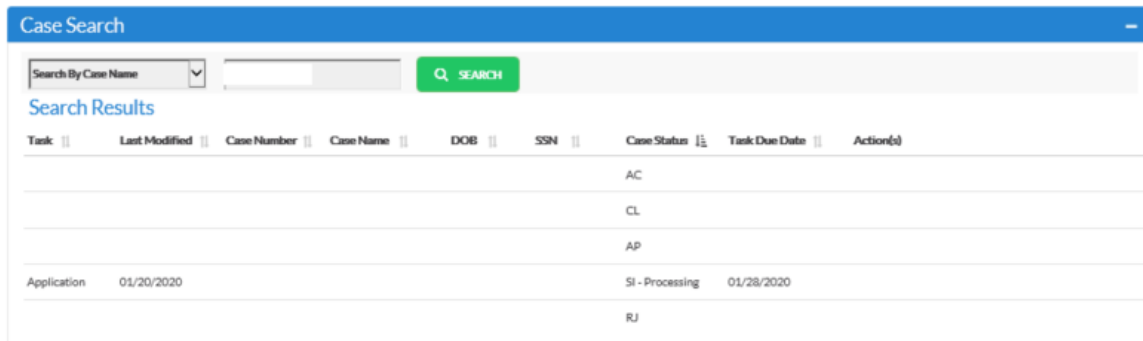 Case Search
Search By Case Name SEARCH
Search Results
Task Last Modified Case Number Case Name DOB SSN Case Status Task Due Date Action(s)
AC
CL
AP
Application 01/20/2020 SI - Processing 01/28/2020
RJ